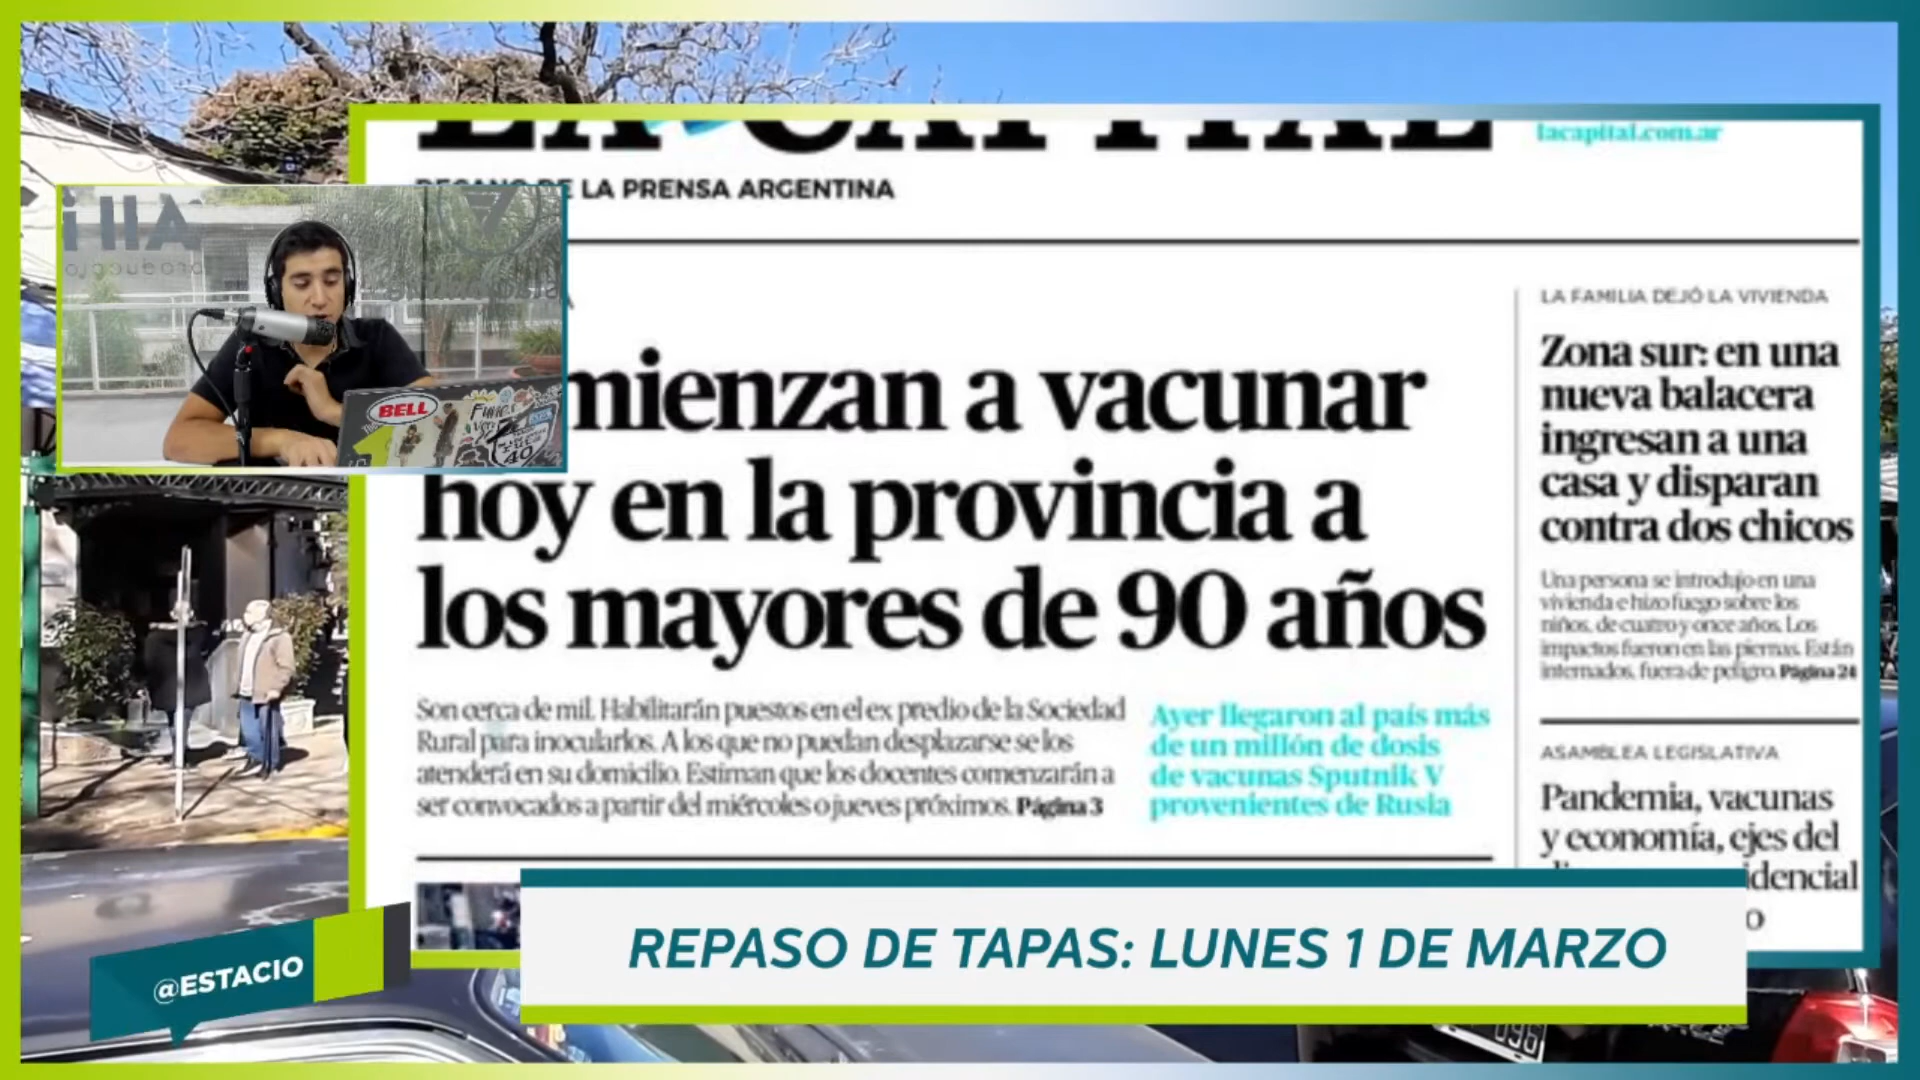 LA CAPITAL
lacapital.com.ar
DECANO DE LA PRENSA ARGENTINA
mienzan a vacunar
hoy en la provincia a
los mayores de 90 años
Son cerca de mil. Habilitarán puestos en el ex predio de la Sociedad
Rural para inocularlos. A los que no puedan desplazarse se los
atenderá en su domicilio. Estiman que los docentes comenzarán a
ser convocados a partir del miércoles o jueves próximos. Página 3
Ayer llegaron al país más
de un millón de dosis
de vacunas Sputnik V
provenientes de Rusia
LA FAMILIA DEJÓ LA VIVIENDA
Zona sur: en una
nueva balacera
ingresan a una
casa y disparan
contra dos chicos
Una persona se introdujo en una
vivienda e hizo fuego sobre los
niños, de cuatro y once años. Los
impactos fueron en las piernas. Están
internados, fuera de peligro. Página 24
ASAMBLEA LEGISLATIVA
Pandemia, vacunas
y economía, ejes del
idencial
BELL
40
@ESTACIO
REPASO DE TAPAS: LUNES 1 DE MARZO
096